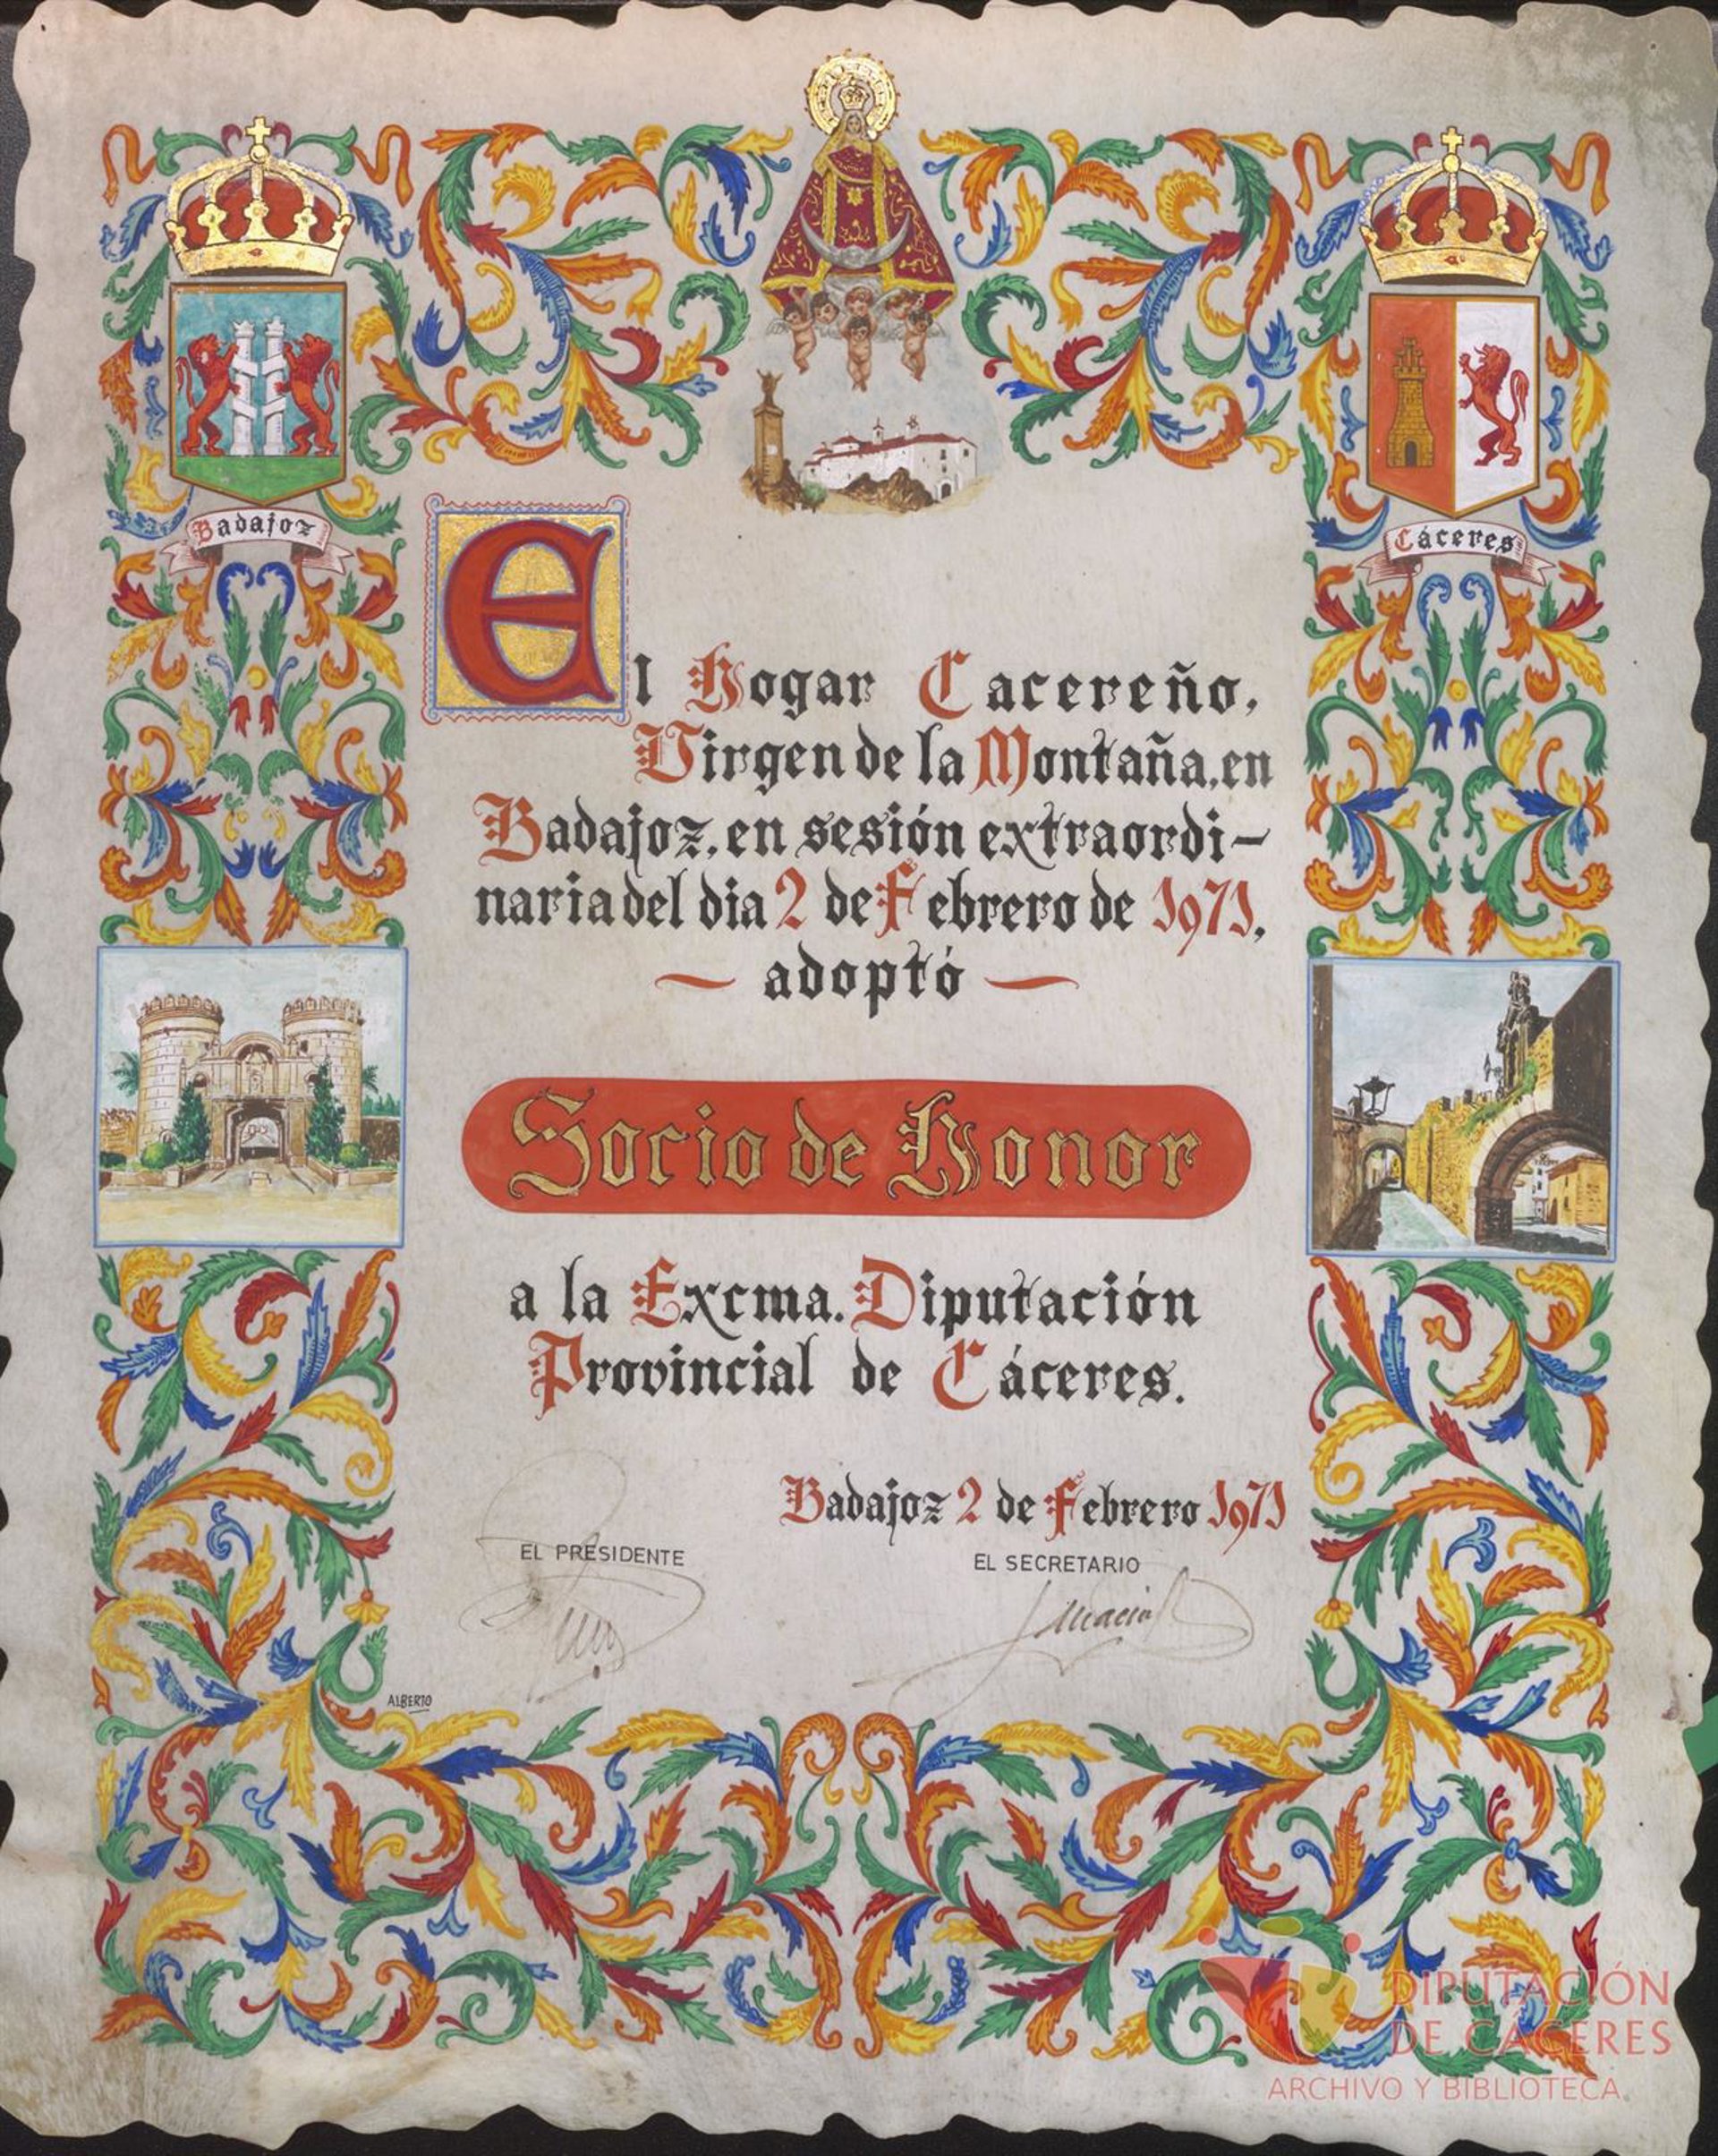 Badajoz
Cáceres
El Hogar Cacereño,
Virgen de la Montaña, en
Badajoz, en sesión extraordi-
naria del dia 2 de Febrero de 1971,
- adoptó -
Socio de Honor
a la Excma. Diputación
Provincial de Cáceres.
Badajoz 2 de Febrero 1971
EL PRESIDENTE
EL SECRETARIO
ALBERTO
DIPUTACIÓN
DE CÁCERES
ARCHIVO Y BIBLIOTECA